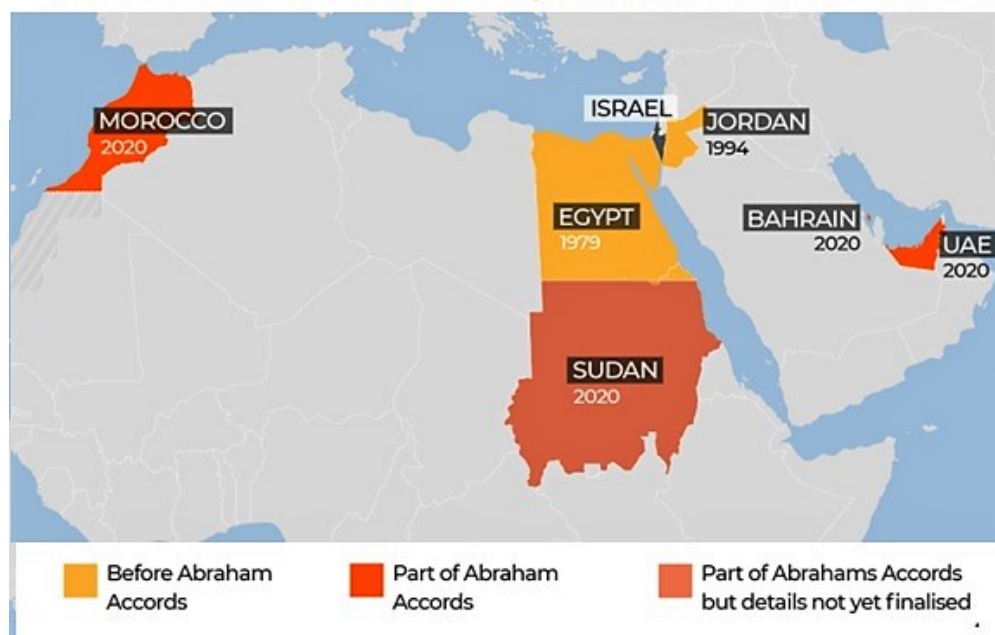 ISRAEL
MOROCCO
2020
JORDAN
1994
EGYPT
1979
BAHRAIN
2020
UAE
2020
SUDAN
2020
Before Abraham
Accords
Part of Abraham
Accords
Part of Abrahams Accords
but details not yet finalised